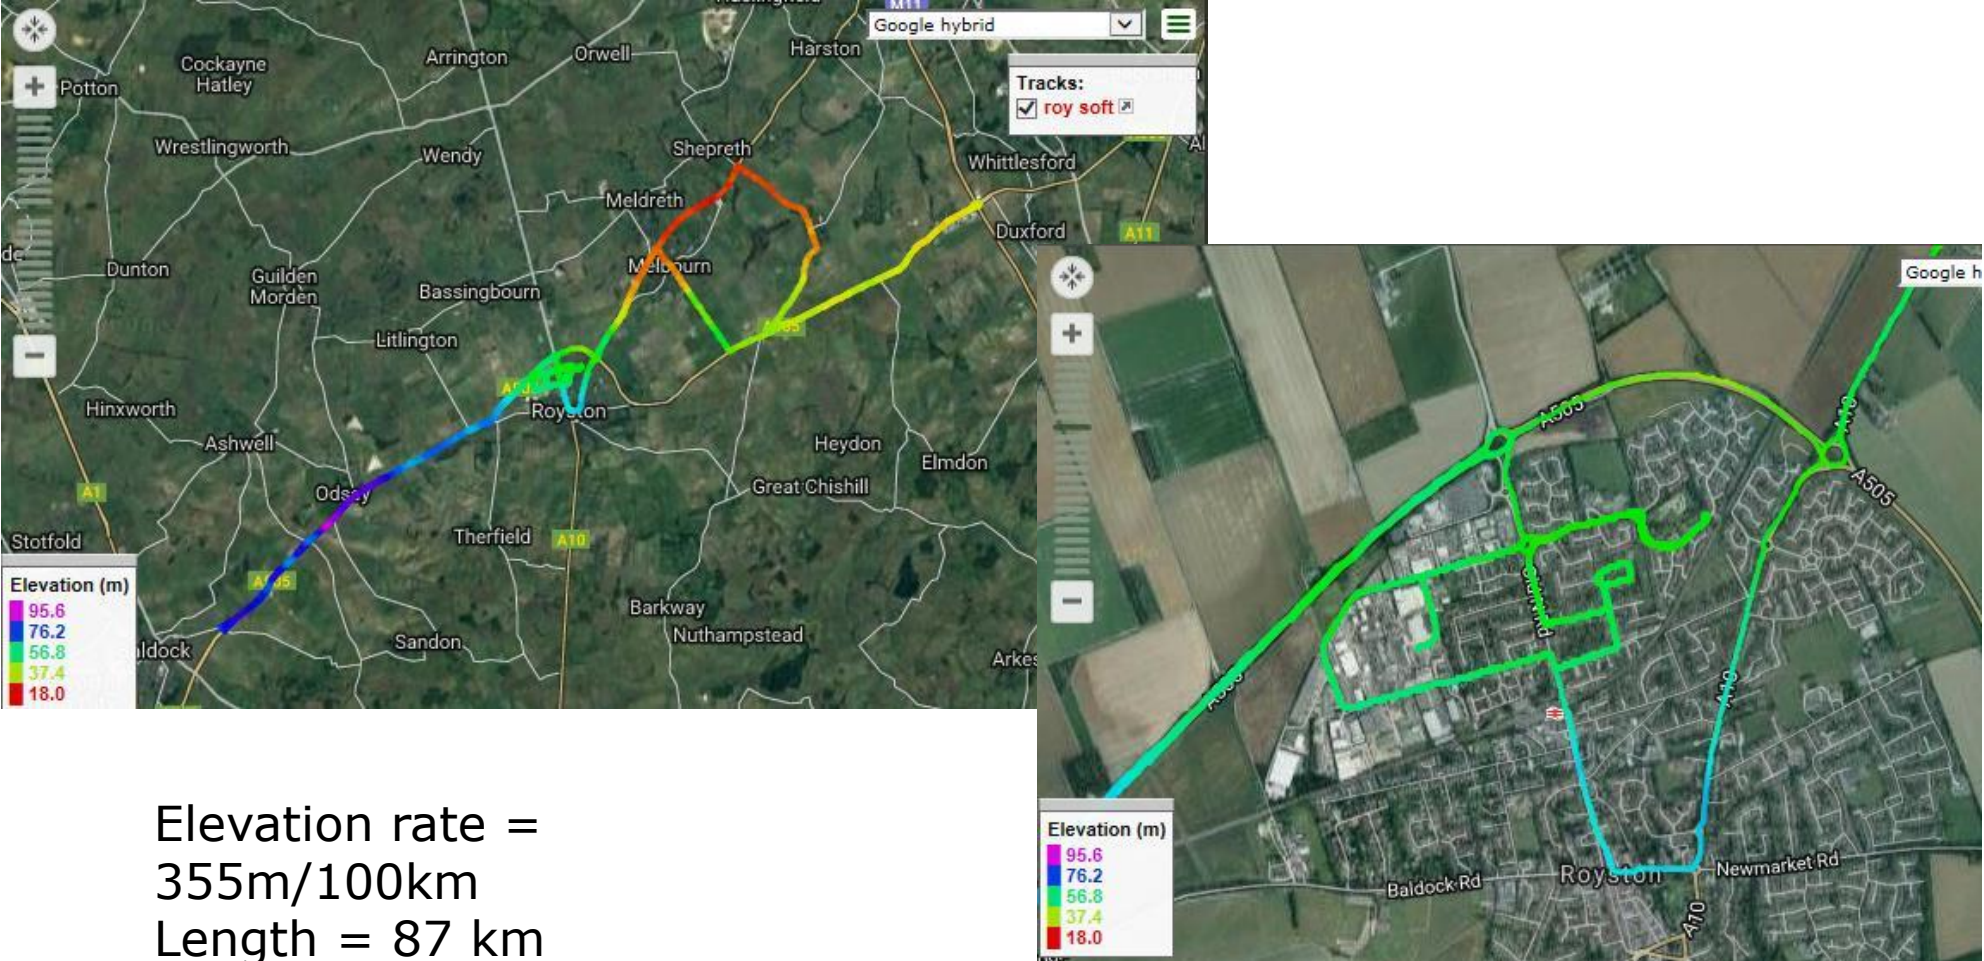 M11
Google hybrid
Harston
Orwell
Arrington
Cockayne
Hatley
Potton
Tracks:
roy soft
Wrestlingworth
Wendy
Shepreth
Whittlesford
Meldreth
Duxford
A11
Dunton
Guilden
Morden
Melbourn
Bassingbourn
Litlington
Hinxworth
Royston
Ashwell
Heydon
Elmdon
A1
Odsey
Great Chishill
Stotfold
Therfield
A10
Elevation (m)
95.6
76.2
56.8
37.4
18.0
A505
Barkway
Nuthampstead
Sandon
Google h
A505
A10
A505
A10
Baldock Rd
Royston
Newmarket Rd
Elevation (m)
95.6
76.2
56.8
37.4
18.0
Elevation rate =
355m/100km
Length = 87 km